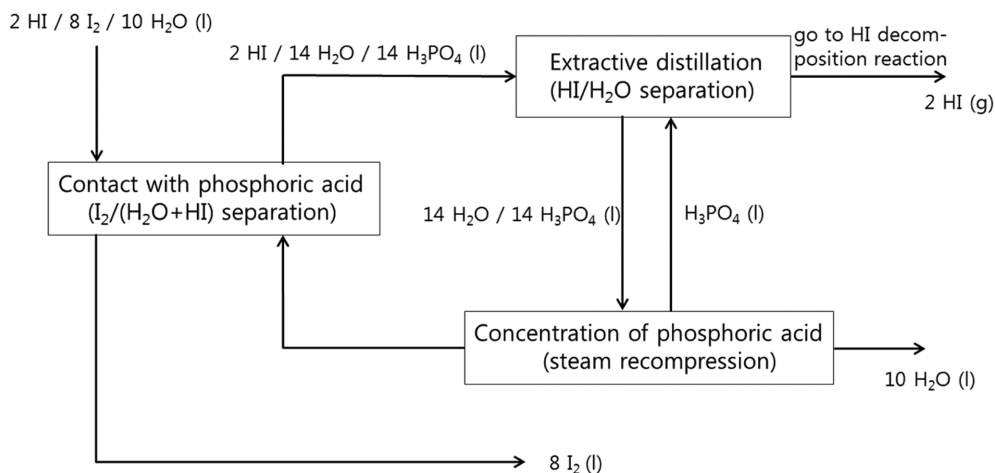 2 HI / 8 I₂ / 10 H₂O (l)
2 HI / 14 H₂O / 14 H₃PO₄ (l)
Extractive distillation
(HI/H₂O separation)
go to HI decom-
position reaction
2 HI (g)
Contact with phosphoric acid
(I₂/(H₂O+HI) separation)
14 H₂O / 14 H₃PO₄ (l)
H₃PO₄ (l)
Concentration of phosphoric acid
(steam recompression)
10 H₂O (l)
8 I₂ (l)